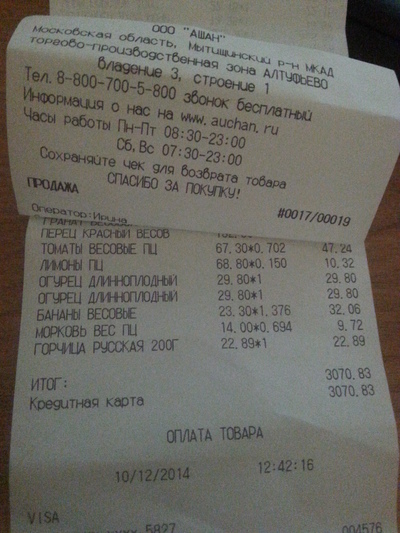 ООО "АШАН"
Московская область, Мытищинский р-н МКАД
торгово-производственная зона АЛТУФЬЕВО
владение 3, строение 1
Тел. 8-800-700-5-800 звонок бесплатный
Информация о нас на www.auchan.ru
Часы работы Пн-Пт 08:30-23:00
Сб,Вс 07:30-23:00
Сохраняйте чек для возврата товара
СПАСИБО ЗА ПОКУПКУ!
ПРОДАЖА #0017/00019
Оператор:Ирина
ПЕРЕЦ КРАСНЫЙ ВЕСОВ
ТОМАТЫ ВЕСОВЫЕ ПЦ 67,30*0,702 47,24
ЛИМОНЫ ПЦ 68,80*0,150 10,32
ОГУРЕЦ ДЛИННОПЛОДНЫЙ 29,80*1 29,80
ОГУРЕЦ ДЛИННОПЛОДНЫЙ 29,80*1 29,80
БАНАНЫ ВЕСОВЫЕ 23,30*1,376 32,06
МОРКОВЬ ВЕС ПЦ 14,00*0,694 9,72
ГОРЧИЦА РУССКАЯ 200Г 22,89*1 22,89
ИТОГ: 3070,83
Кредитная карта 3070,83
ОПЛАТА ТОВАРА
10/12/2014 12:42:16
VISA
5827 004576